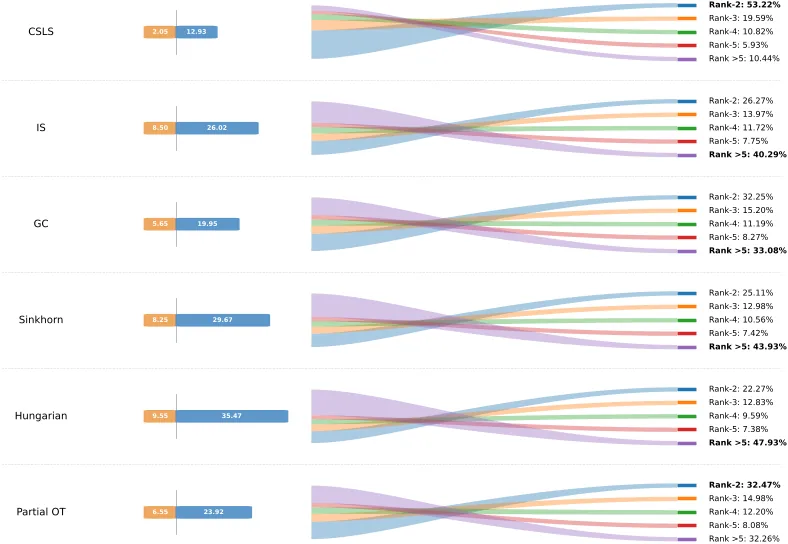 Rank-2: 53.22%
Rank-3: 19.59%
CSLS 2.05 12.93 Rank-4: 10.82%
Rank-5: 5.93%
Rank >5: 10.44%
Rank-2: 26.27%
Rank-3: 13.97%
IS 8.50 26.02 Rank-4: 11.72%
Rank-5: 7.75%
Rank >5: 40.29%
Rank-2: 32.25%
Rank-3: 15.20%
GC 5.65 19.95 Rank-4: 11.19%
Rank-5: 8.27%
Rank >5: 33.08%
Rank-2: 25.11%
Rank-3: 12.98%
Sinkhorn 8.25 29.67 Rank-4: 10.56%
Rank-5: 7.42%
Rank >5: 43.93%
Rank-2: 22.27%
Rank-3: 12.83%
Hungarian 9.55 35.47 Rank-4: 9.59%
Rank-5: 7.38%
Rank >5: 47.93%
Rank-2: 32.47%
Rank-3: 14.98%
Partial OT 6.55 23.92 Rank-4: 12.20%
Rank-5: 8.08%
Rank >5: 32.26%